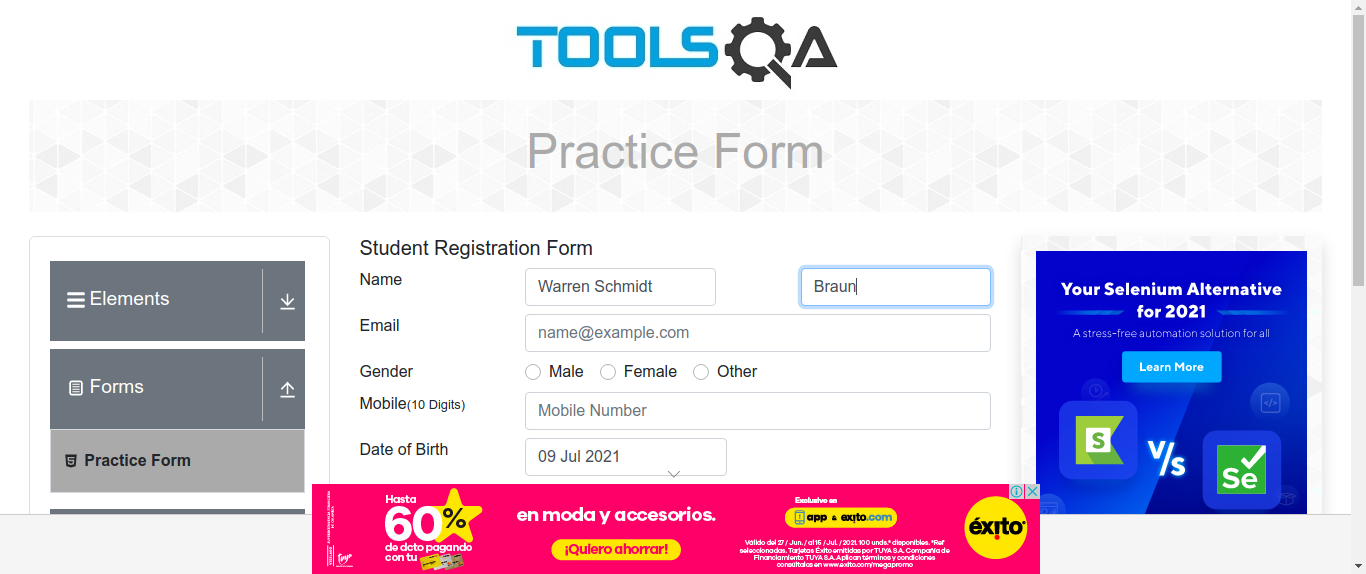 TOOLSQA
Practice Form
Elements
Forms
Practice Form
Student Registration Form
Name
Warren Schmidt
Braun
Email
name@example.com
Gender
Male
Female
Other
Mobile(10 Digits)
Mobile Number
Date of Birth
09 Jul 2021
Your Selenium Alternative
for 2021
A stress-free automation solution for all
Learn More
S
V/s
Se
Hasta
60%
de dcto pagando
con tu
en moda y accesorios.
¡Quiero ahorrar!
Exclusivo en
app & exito.com
Válido del 27 / Jun. / al 15 / Jul. / 2021. 100 unds.* disponibles. *Ref
seleccionadas. Tarjetas Éxito emitidas por TUYA S.A. Compañía de
Financiamiento TUYA S.A. Aplican términos y condiciones
consúltalos en www.exito.com/megapromo
éxito